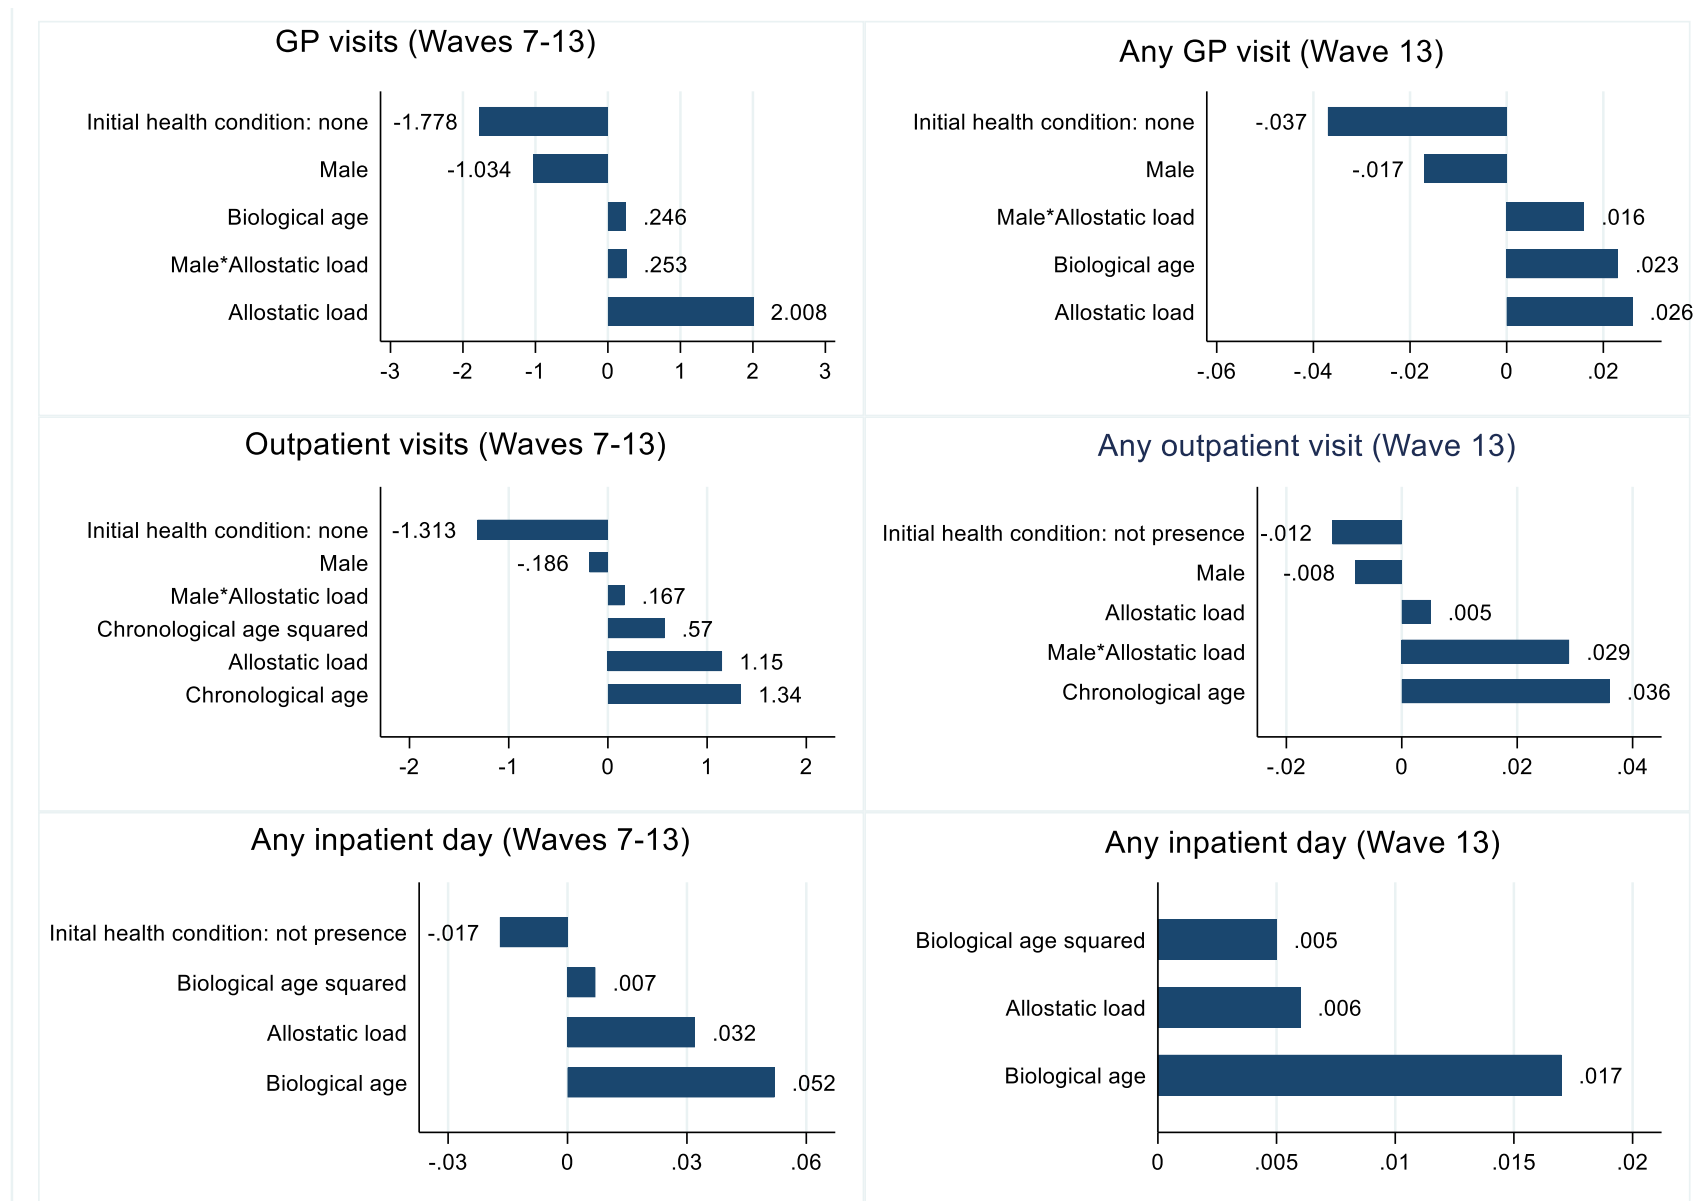 GP visits (Waves 7-13)
Initial health condition: none -1.778
Male -1.034
Biological age .246
Male*Allostatic load .253
Allostatic load 2.008
-3 -2 -1 0 1 2 3
Any GP visit (Wave 13)
Initial health condition: none -.037
Male -.017
Male*Allostatic load .016
Biological age .023
Allostatic load .026
-.06 -.04 -.02 0 .02
Outpatient visits (Waves 7-13)
Initial health condition: none -1.313
Male -.186
Male*Allostatic load .167
Chronological age squared .57
Allostatic load 1.15
Chronological age 1.34
-2 -1 0 1 2
Any outpatient visit (Wave 13)
Initial health condition: not presence -.012
Male -.008
Allostatic load .005
Male*Allostatic load .029
Chronological age .036
-.02 0 .02 .04
Any inpatient day (Waves 7-13)
Inital health condition: not presence -.017
Biological age squared .007
Allostatic load .032
Biological age .052
-.03 0 .03 .06
Any inpatient day (Wave 13)
Biological age squared .005
Allostatic load .006
Biological age .017
0 .005 .01 .015 .02